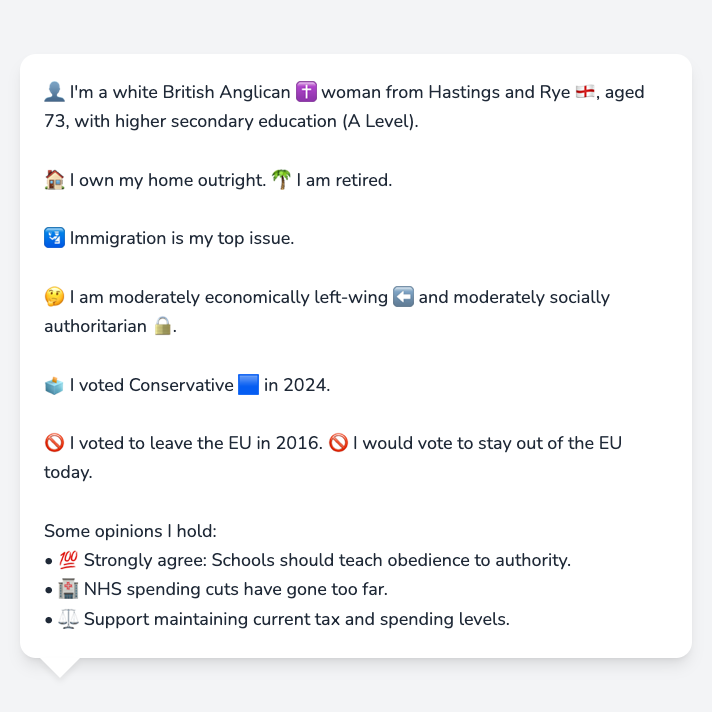 👤 I'm a white British Anglican ✝️ woman from Hastings and Rye 🏴󠁧󠁢󠁥󠁮󠁧󠁿, aged
73, with higher secondary education (A Level).
🏠 I own my home outright. 🌴 I am retired.
🛂 Immigration is my top issue.
🤔 I am moderately economically left-wing ⬅️ and moderately socially
authoritarian 🔒.
🗳️ I voted Conservative 🟦 in 2024.
🚫 I voted to leave the EU in 2016. 🚫 I would vote to stay out of the EU
today.
Some opinions I hold:
• 💯 Strongly agree: Schools should teach obedience to authority.
• 🏥 NHS spending cuts have gone too far.
• ⚖️ Support maintaining current tax and spending levels.